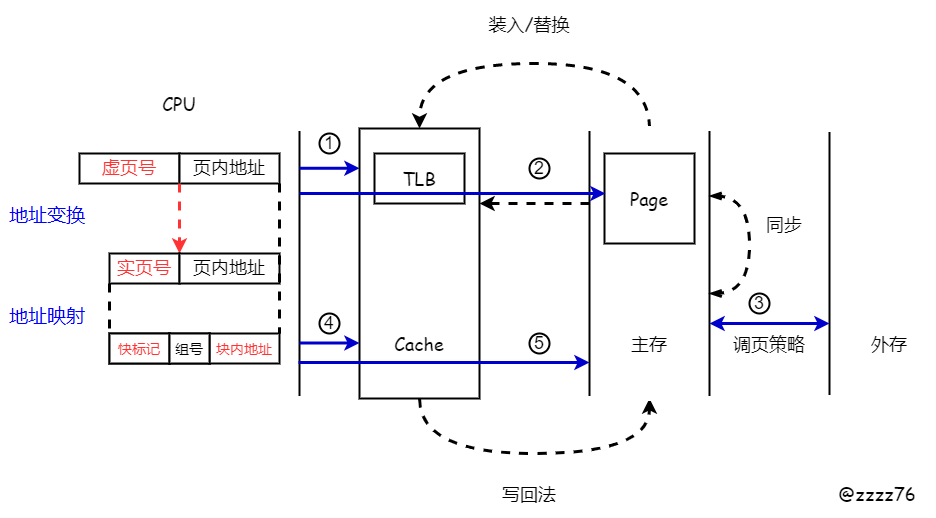 装入/替换
CPU
①
虚页号 页内地址
TLB
②
Page
地址变换
同步
实页号 页内地址
③
地址映射
④
快标记 组号 块内地址
Cache
⑤
主存
调页策略
外存
写回法
@zzzz76